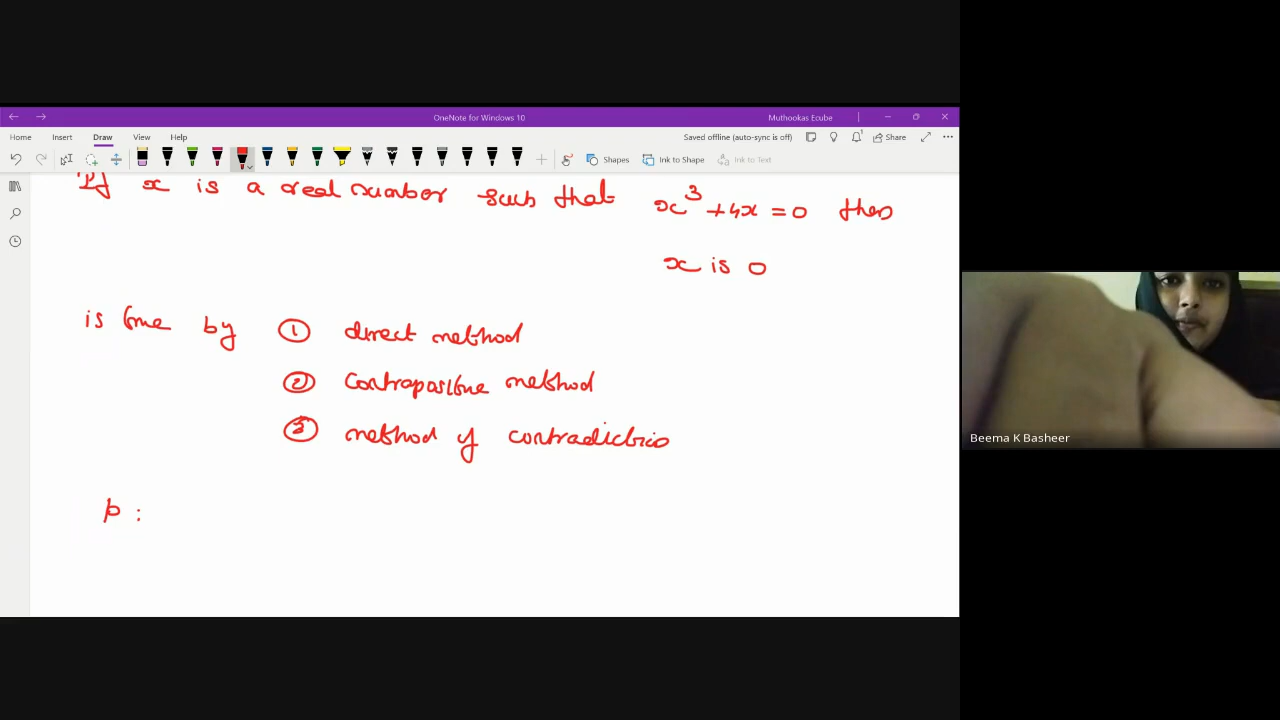 OneNote for Windows 10
Muthookas Ecube
Home Insert Draw View Help
Saved offline (auto-sync is off) Share
Shapes Ink to Shape Ink to Text
If x is a real number such that x³ + 4x = 0 then
x is 0
is true by ① direct method
② contrapositive method
③ method of contradiction
p :
Beema K Basheer